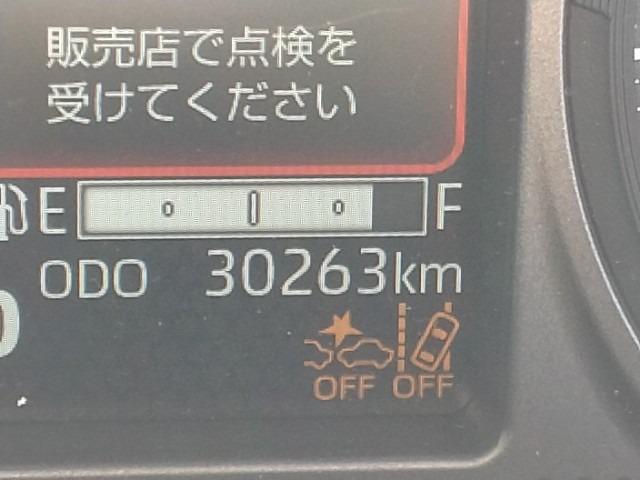 販売店で点検を
受けてください
E F
ODO 30263km
OFF OFF